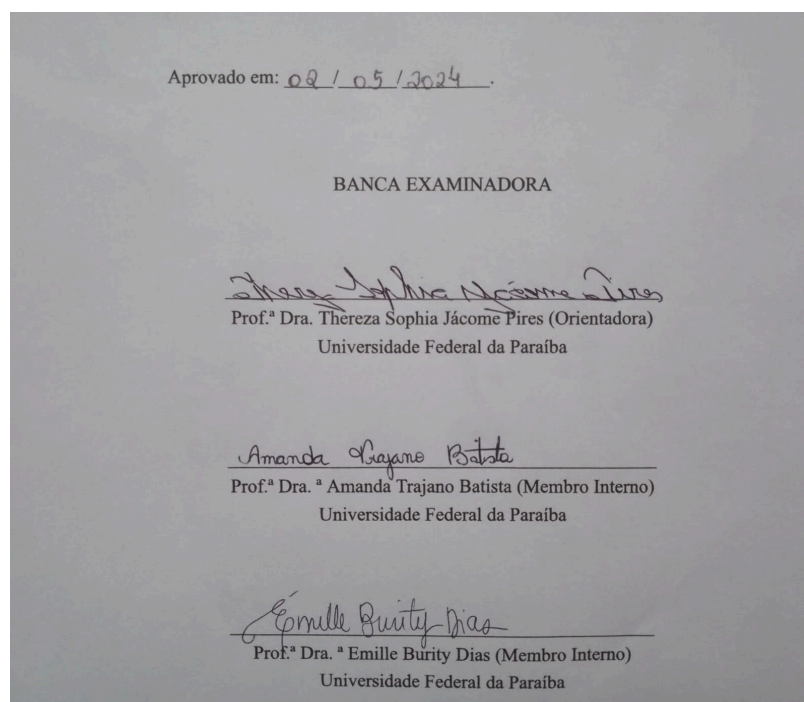 Aprovado em: 02/05/2024.
BANCA EXAMINADORA
Thereza Sophia Jácome Pires
Prof.ª Dra. Thereza Sophia Jácome Pires (Orientadora)
Universidade Federal da Paraíba
Amanda Trajano Batista
Prof.ª Dra. ª Amanda Trajano Batista (Membro Interno)
Universidade Federal da Paraíba
Émille Burity Dias
Prof.ª Dra. ª Emille Burity Dias (Membro Interno)
Universidade Federal da Paraíba